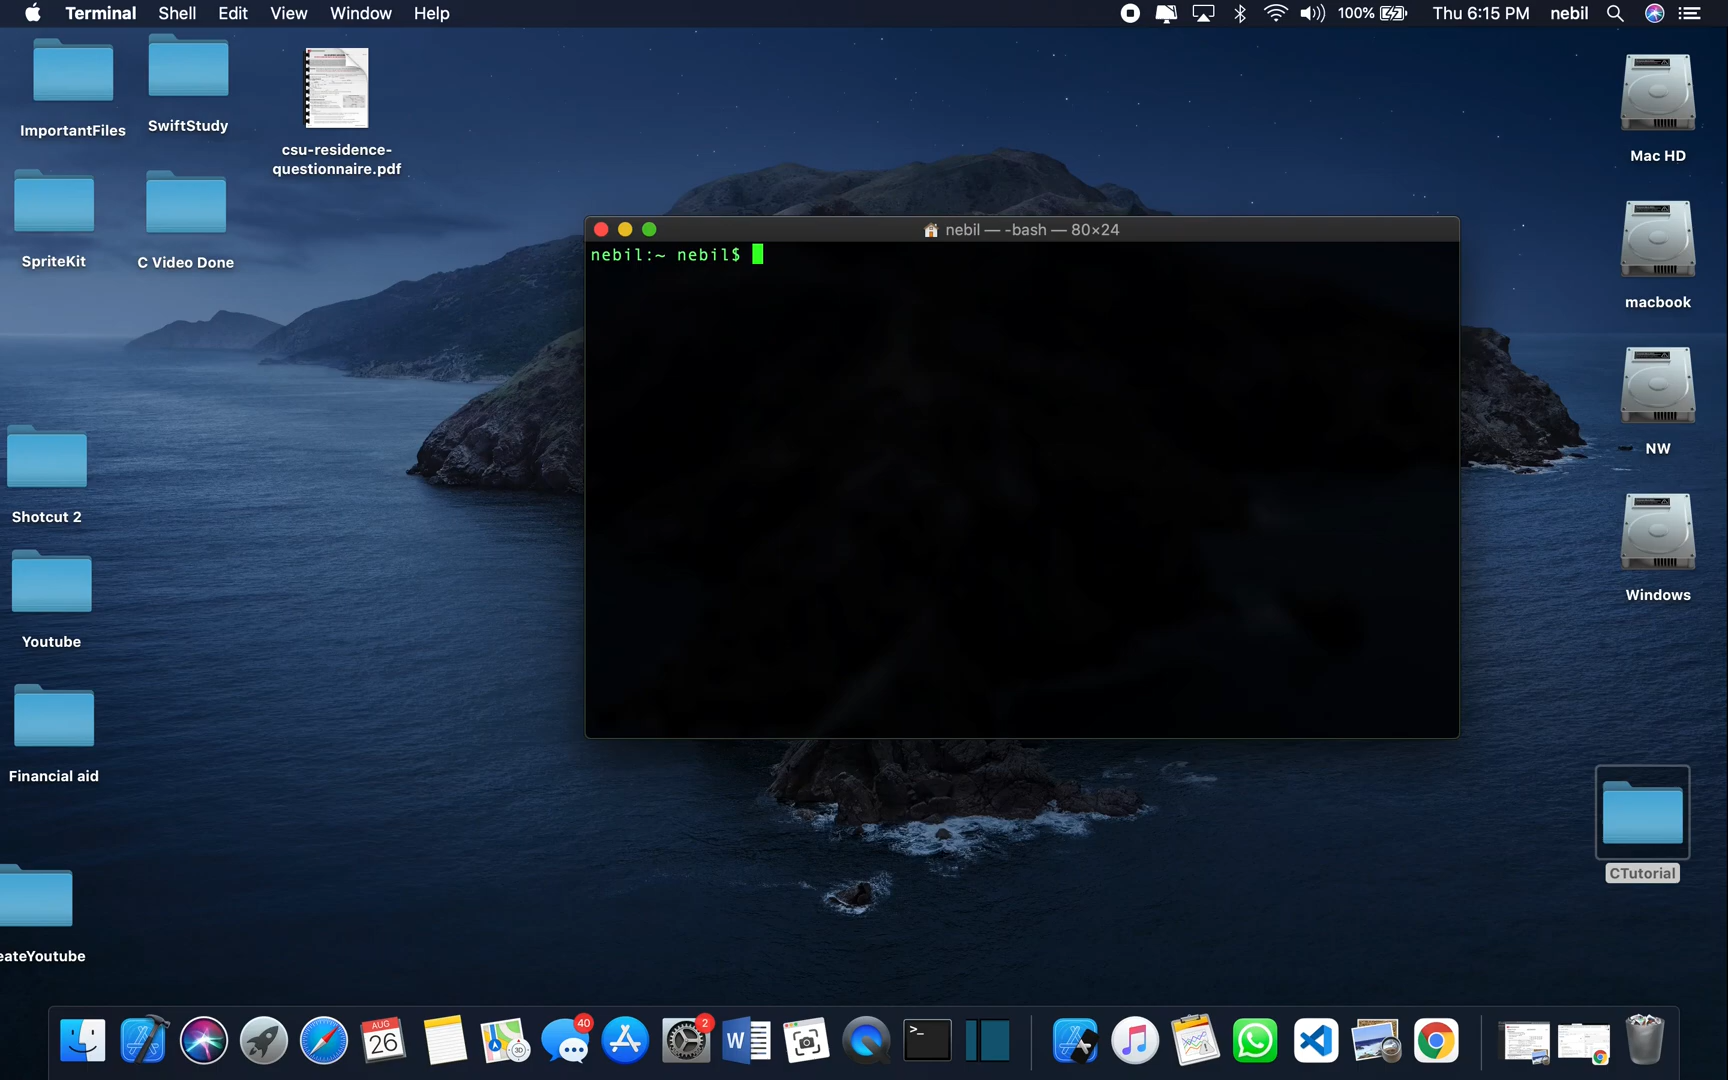 Terminal Shell Edit View Window Help 100% Thu 6:15 PM nebil
ImportantFiles
SwiftStudy
csu-residence-
questionnaire.pdf
SpriteKit
C Video Done
Shotcut 2
Youtube
Financial aid
eateYoutube
nebil — -bash — 80×24
nebil:~ nebil$
Mac HD
macbook
NW
Windows
CTutorial
AUG
26
3D
40
2
W
>_